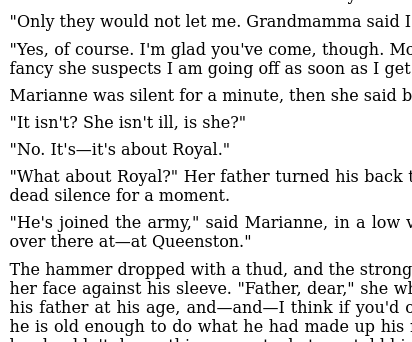 "Only they would not let me. Grandmamma said I
"Yes, of course. I'm glad you've come, though.
fancy she suspects I am going off as soon as I get
Marianne was silent for a minute, then she said
"It isn't? She isn't ill, is she?"
"No. It's—it's about Royal."
"What about Royal?" Her father turned his back
dead silence for a moment.
"He's joined the army," said Marianne, in a low
over there at—at Queenston."
The hammer dropped with a thud, and the strong
her face against his sleeve. "Father, dear," she
his father at his age, and—and—I think if you'd
he is old enough to do what he had made up his